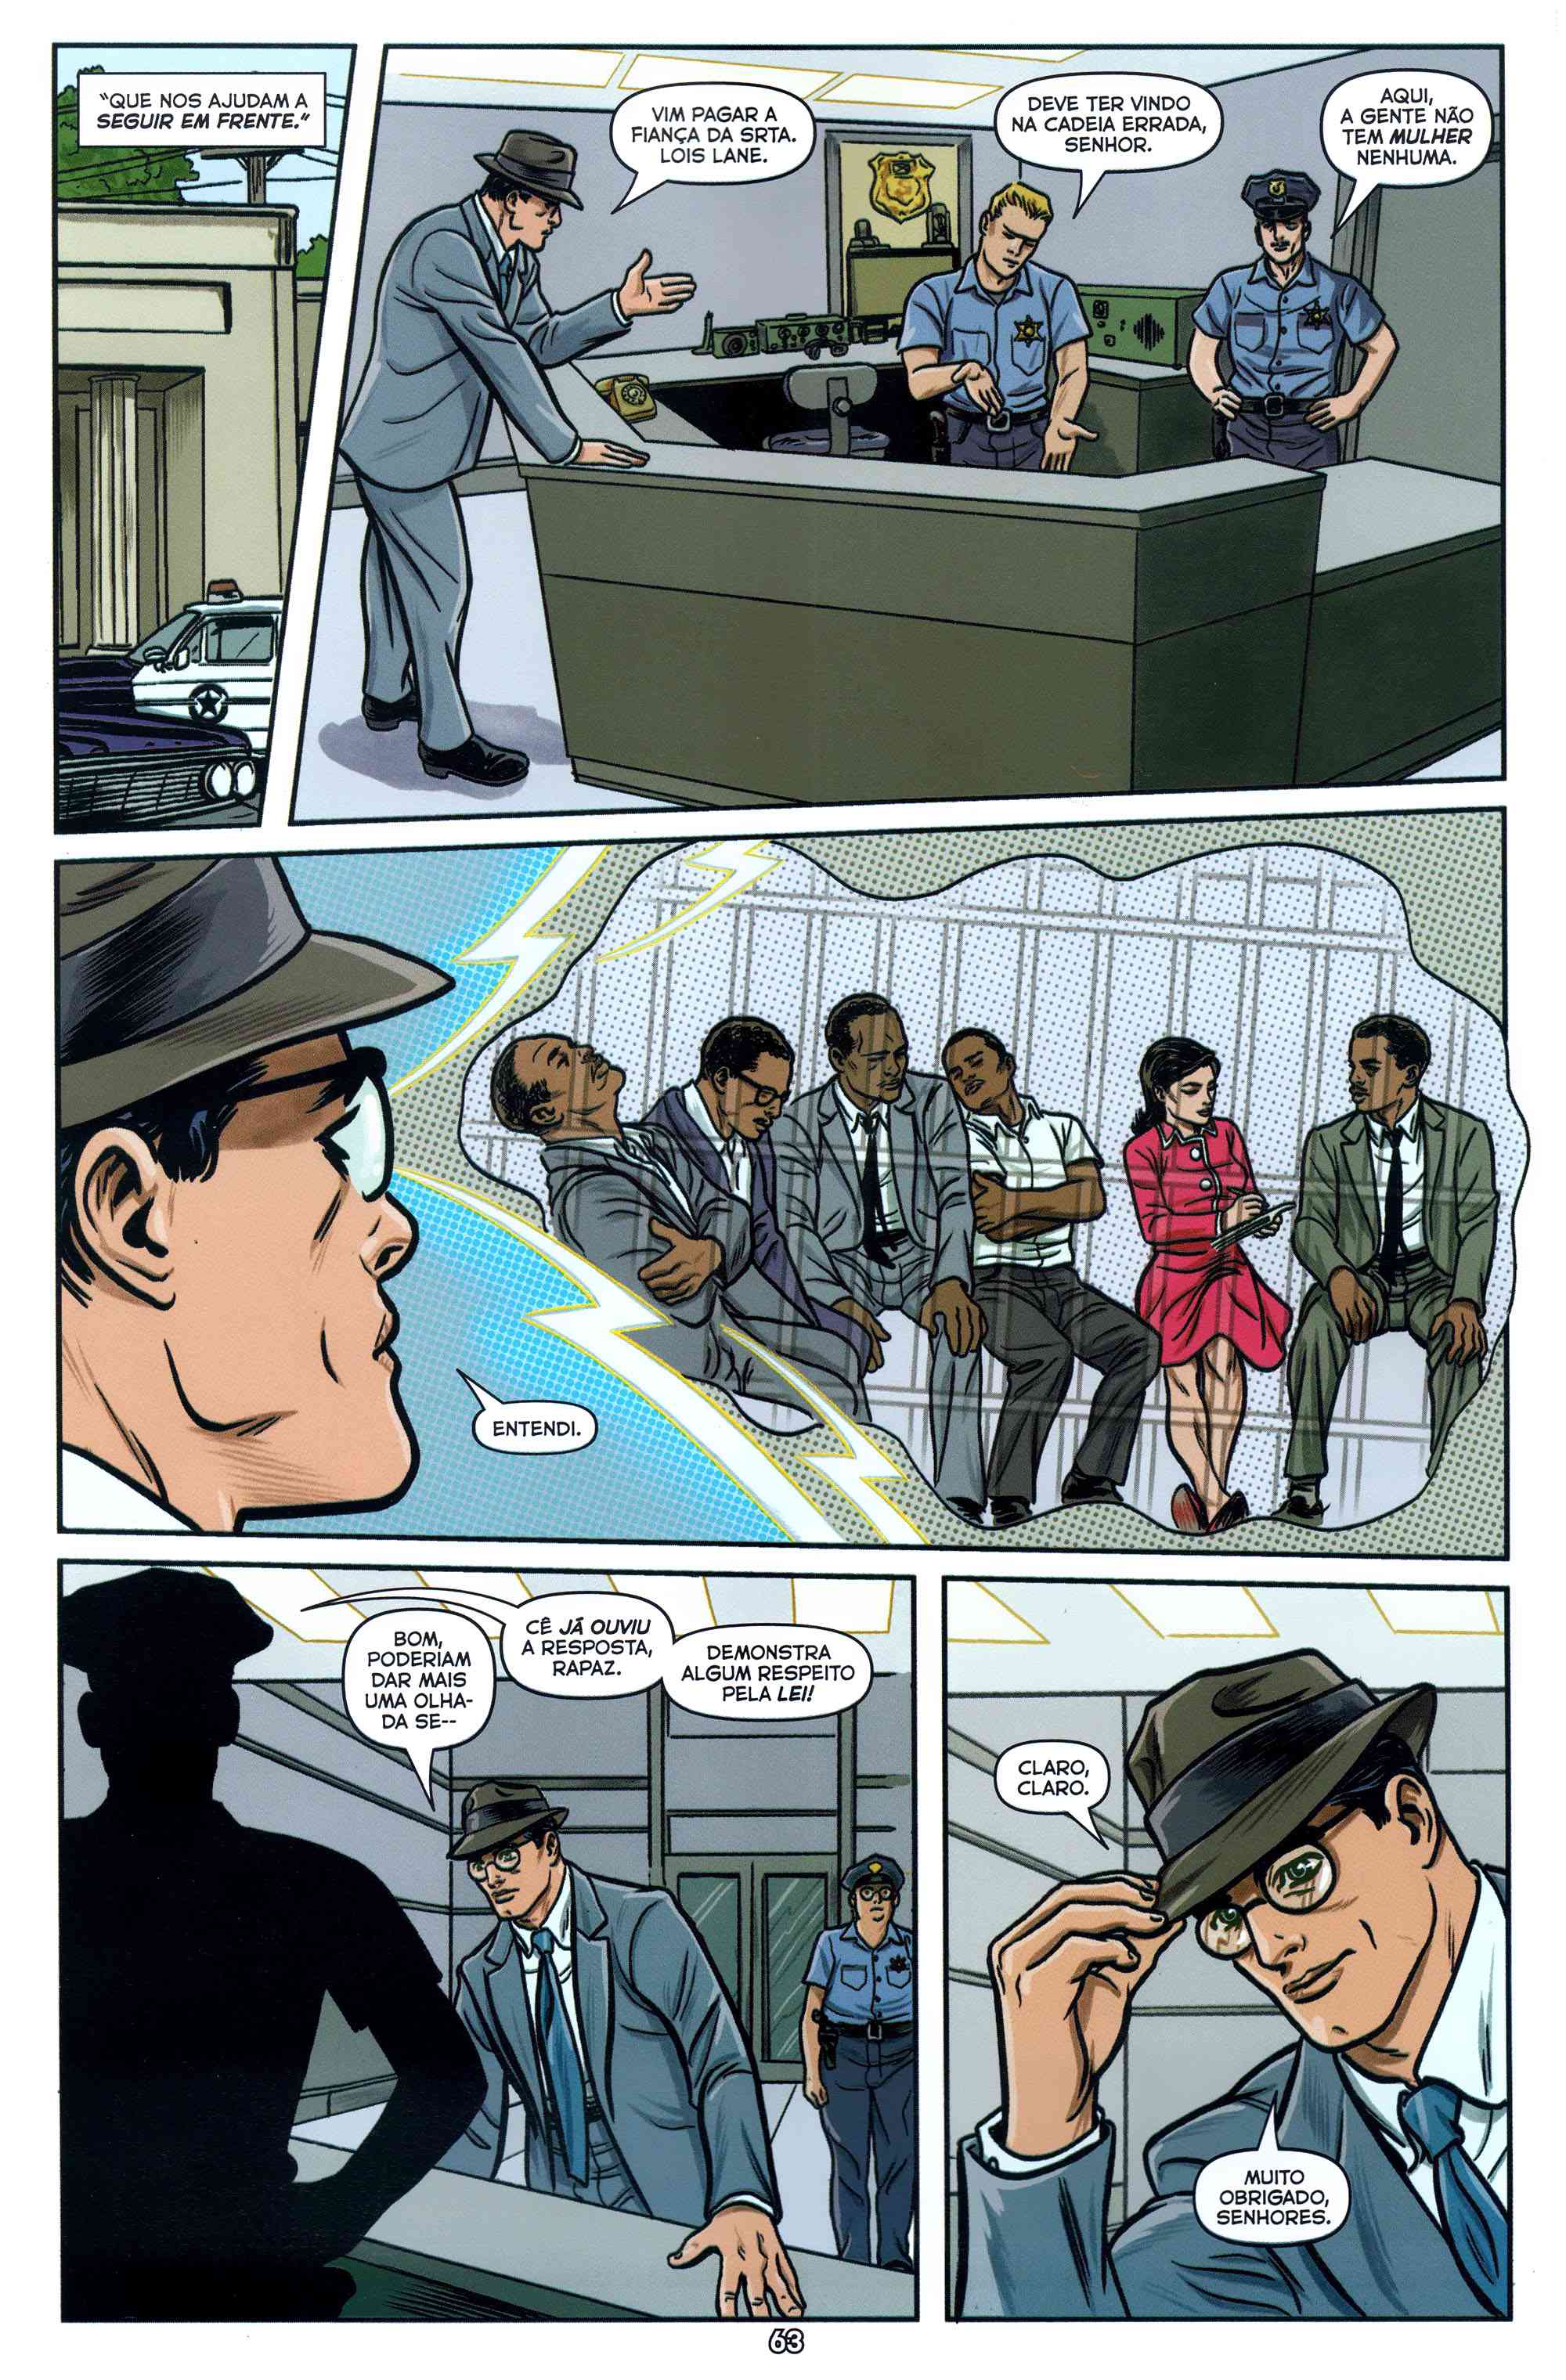 "QUE NOS AJUDAM A
SEGUIR EM FRENTE."
VIM PAGAR A
FIANÇA DA SRTA.
LOIS LANE.
DEVE TER VINDO
NA CADEIA ERRADA,
SENHOR.
AQUI,
A GENTE NÃO
TEM MULHER
NENHUMA.
ENTENDI.
BOM,
PODERIAM
DAR MAIS
UMA OLHA-
DA SE--
CÊ JÁ OUVIU
A RESPOSTA,
RAPAZ.
DEMONSTRA
ALGUM RESPEITO
PELA LEI!
CLARO,
CLARO.
MUITO
OBRIGADO,
SENHORES.
63